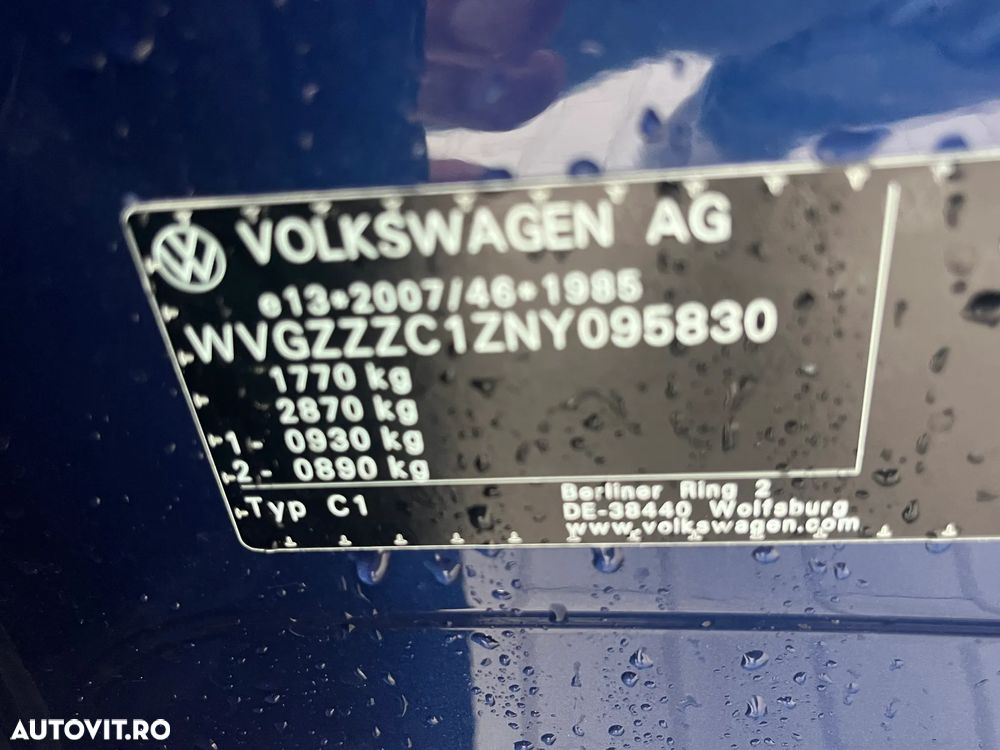 VOLKSWAGEN AG
e13*2007/46*1985
WVGZZZC1ZNY095830
1770 kg
2870 kg
1- 0930 kg
2- 0890 kg
Typ C1
Berliner Ring 2
DE-38440 Wolfsburg
www.volkswagen.com
AUTOVIT.RO